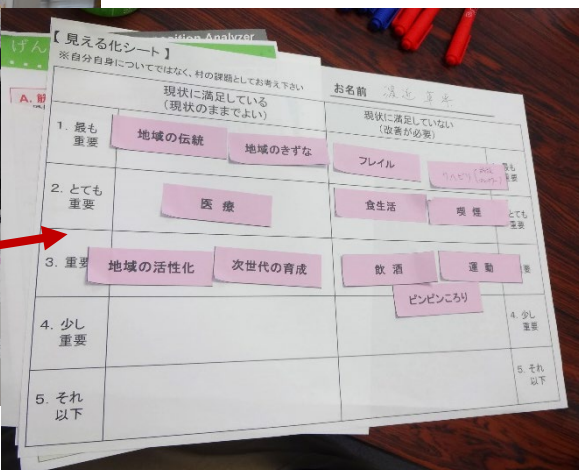 げん
position Analyzer
A.
【見える化シート】
※自分自身についてではなく、村の課題としてお考え下さい
お名前
現状に満足している
(現状のままでよい)
現状に満足していない
(改善が必要)
1. 最も
重要
地域の伝統
地域のきずな
フレイル
最も
重要
2. とても
重要
医療
食生活
喫煙
とても
重要
3. 重要
地域の活性化
次世代の育成
飲酒
運動
要
ピンピンころり
4. 少し
重要
4. 少し
重要
5. それ
以下
5. それ
以下